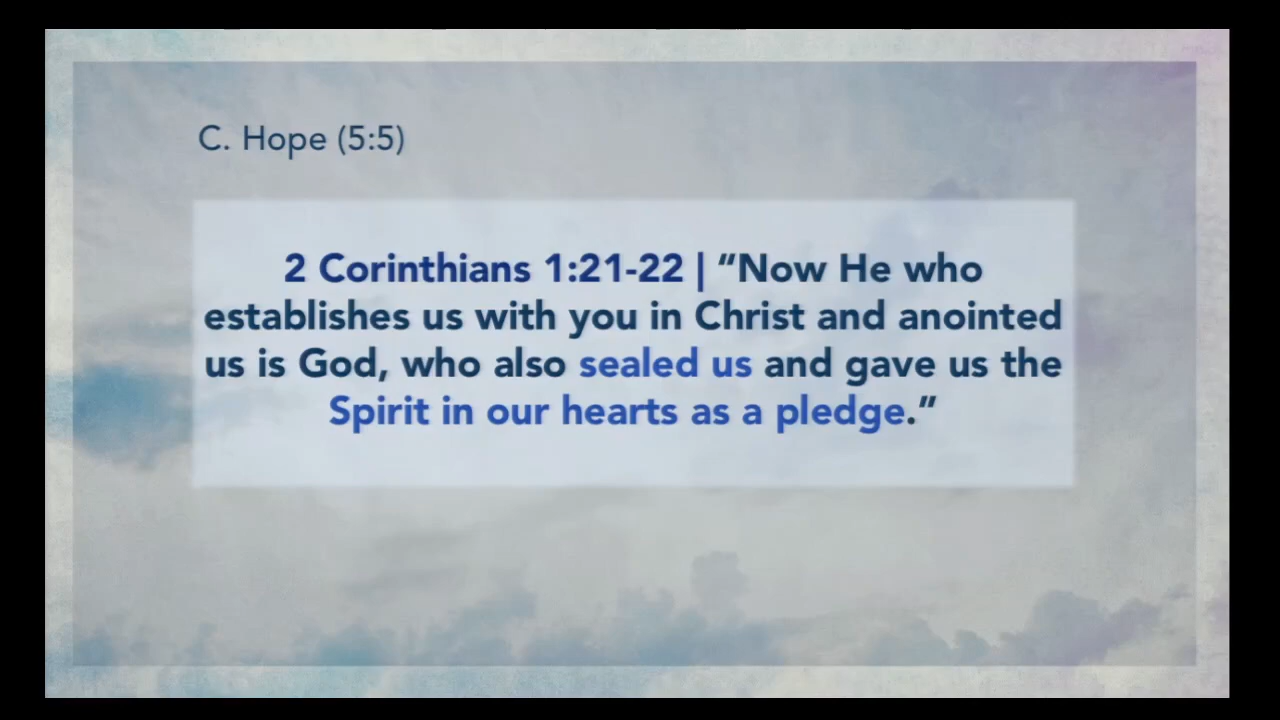 C. Hope (5:5)
2 Corinthians 1:21-22 | “Now He who
establishes us with you in Christ and anointed
us is God, who also sealed us and gave us the
Spirit in our hearts as a pledge.”